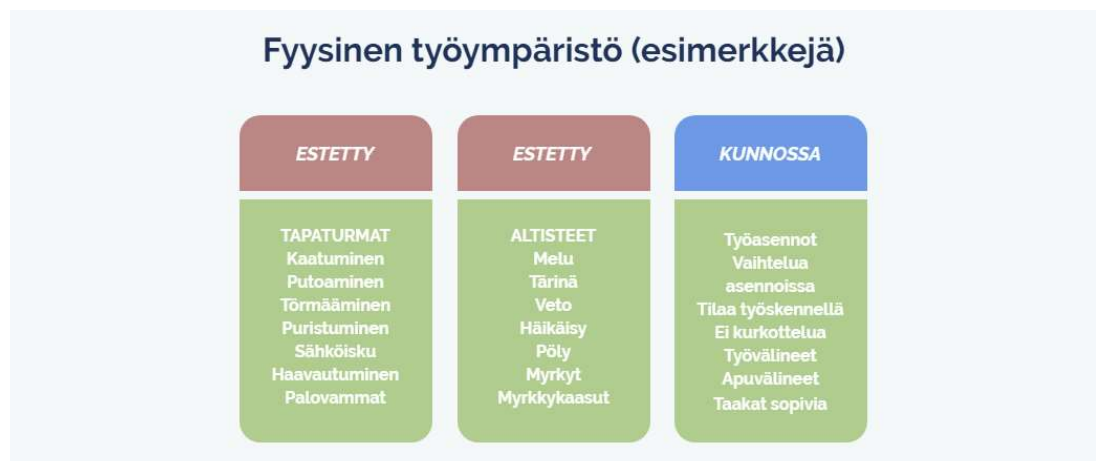 Fyysinen työympäristö (esimerkkejä)
ESTETTY
TAPATURMAT
Kaatuminen
Putoaminen
Törmääminen
Puristuminen
Sähköisku
Haavautuminen
Palovammat
ESTETTY
ALTISTEET
Melu
Tärinä
Veto
Häikäisy
Pöly
Myrkyt
Myrkkykaasut
KUNNOSSA
Työasennot
Vaihtelua
asennoissa
Tilaa työskennellä
Ei kurkottelua
Työvälineet
Apuvälineet
Taakat sopivia